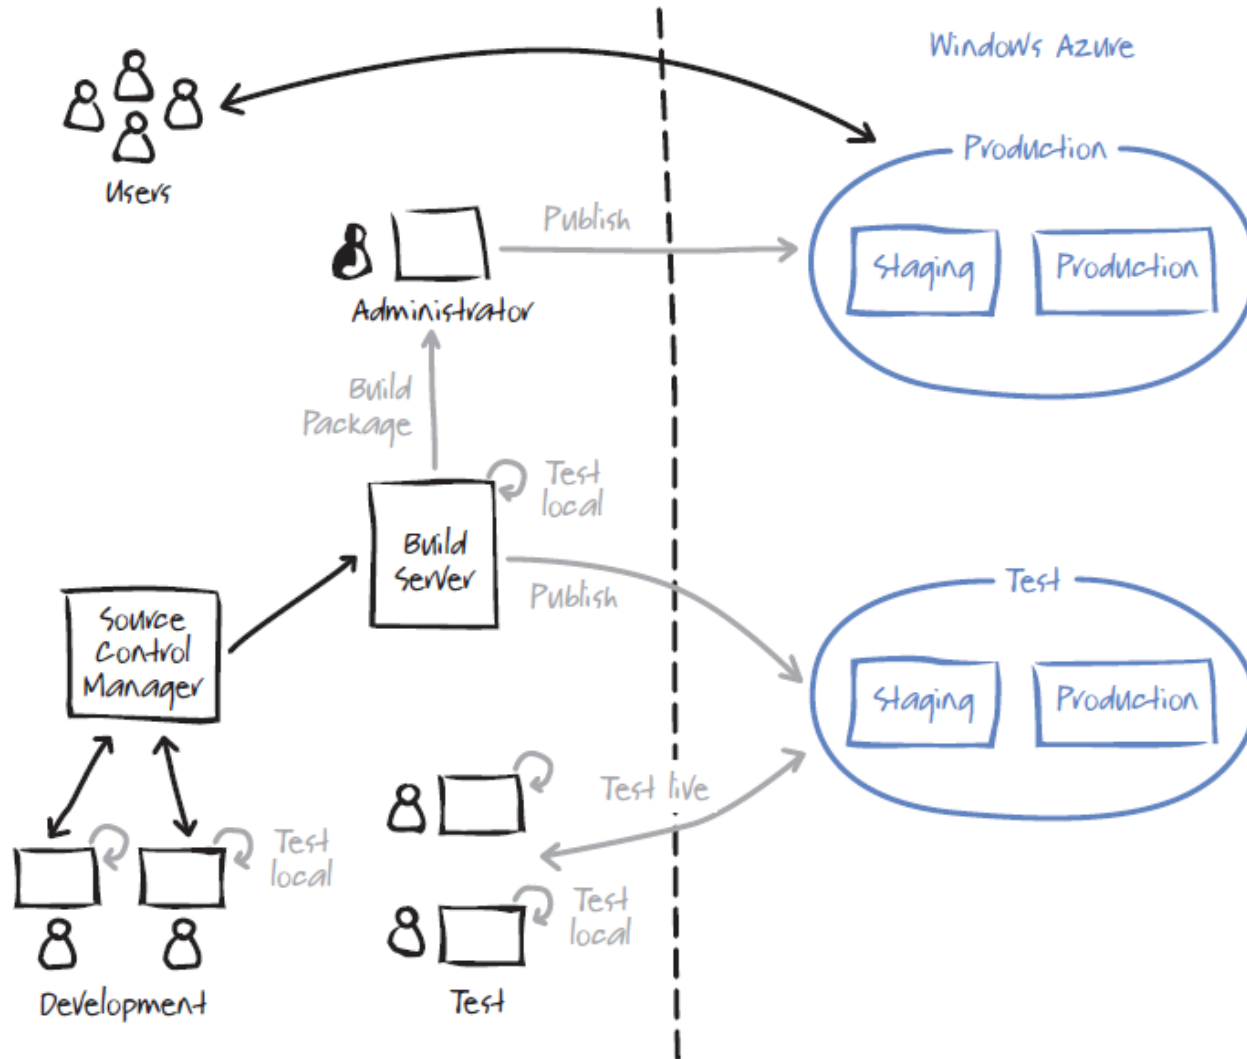 Windows Azure
Production
Users
Publish
Staging
Production
Administrator
Build
Package
Test
local
Build
Server
Publish
Test
Source
Control
Manager
Staging
Production
Test live
Test
local
Test
local
Development
Test